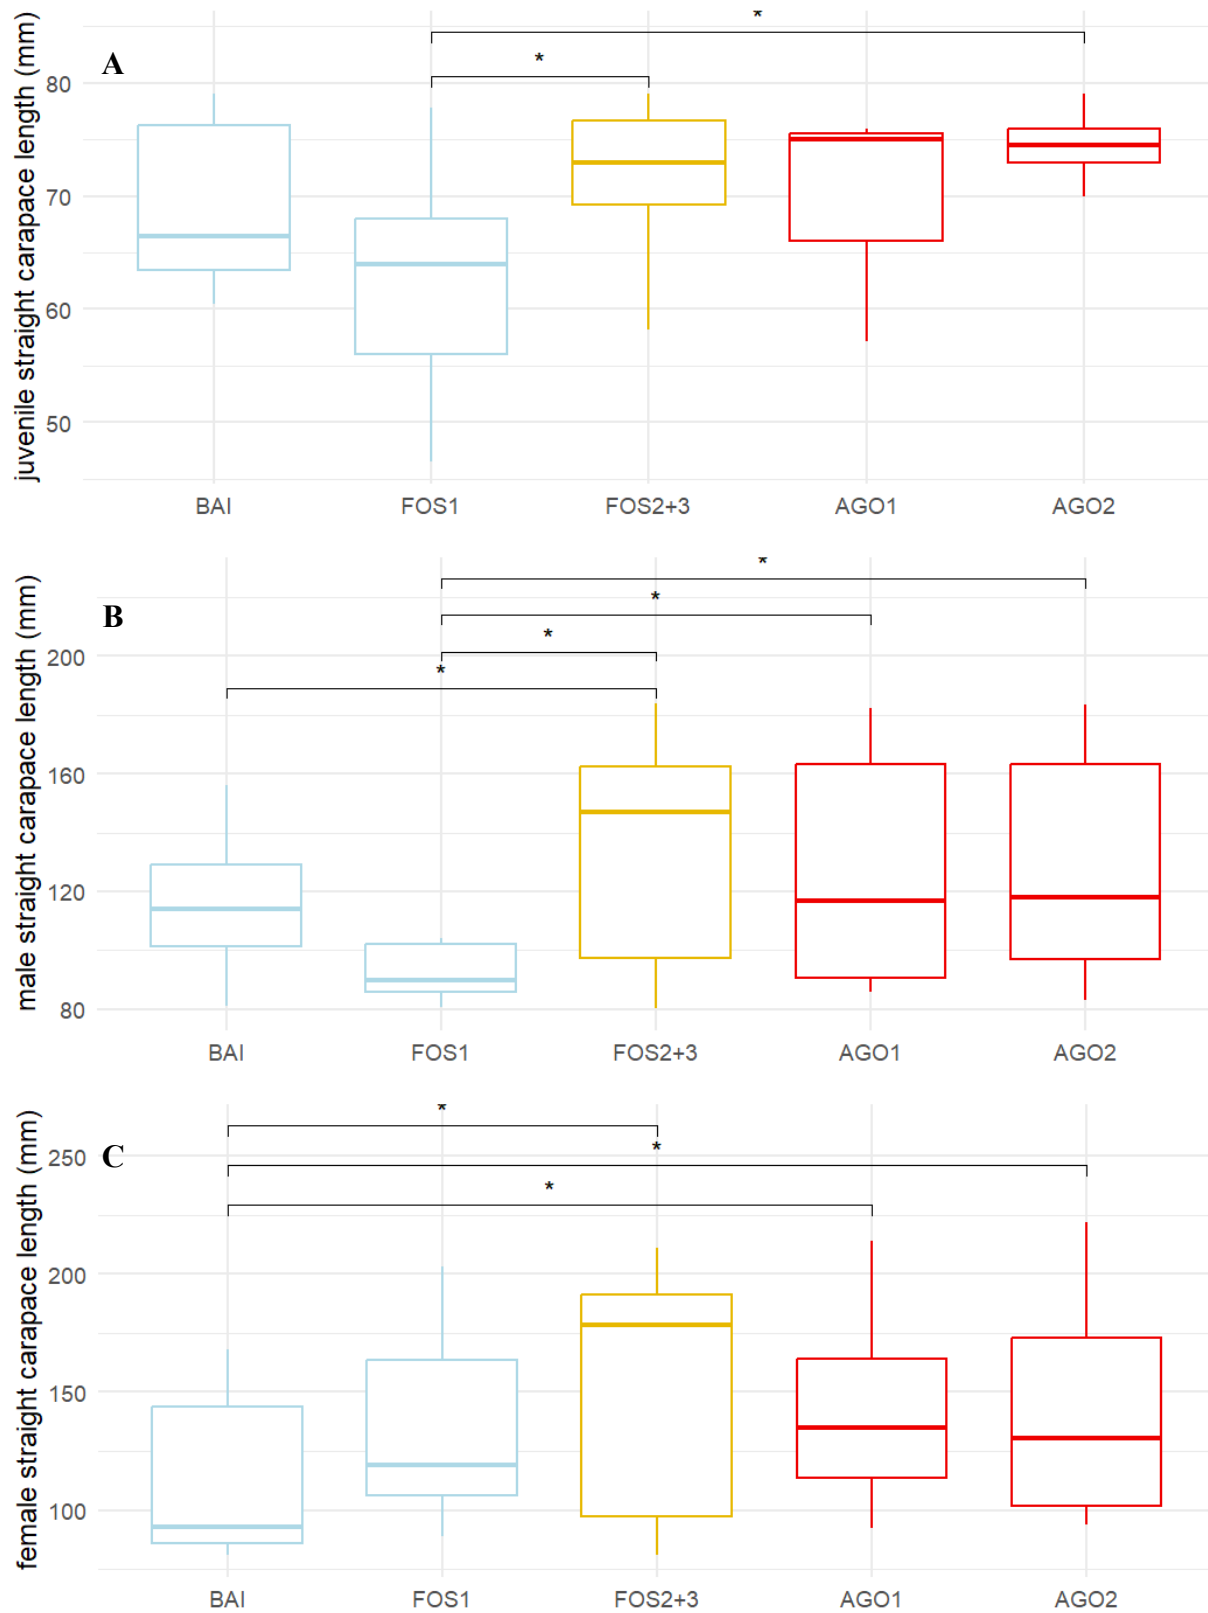 juvenile straight carapace length (mm)
A
*
*
80
70
60
50
BAI FOS1 FOS2+3 AGO1 AGO2
male straight carapace length (mm)
B
*
*
*
*
200
160
120
80
BAI FOS1 FOS2+3 AGO1 AGO2
female straight carapace length (mm)
C
*
*
*
250
200
150
100
BAI FOS1 FOS2+3 AGO1 AGO2